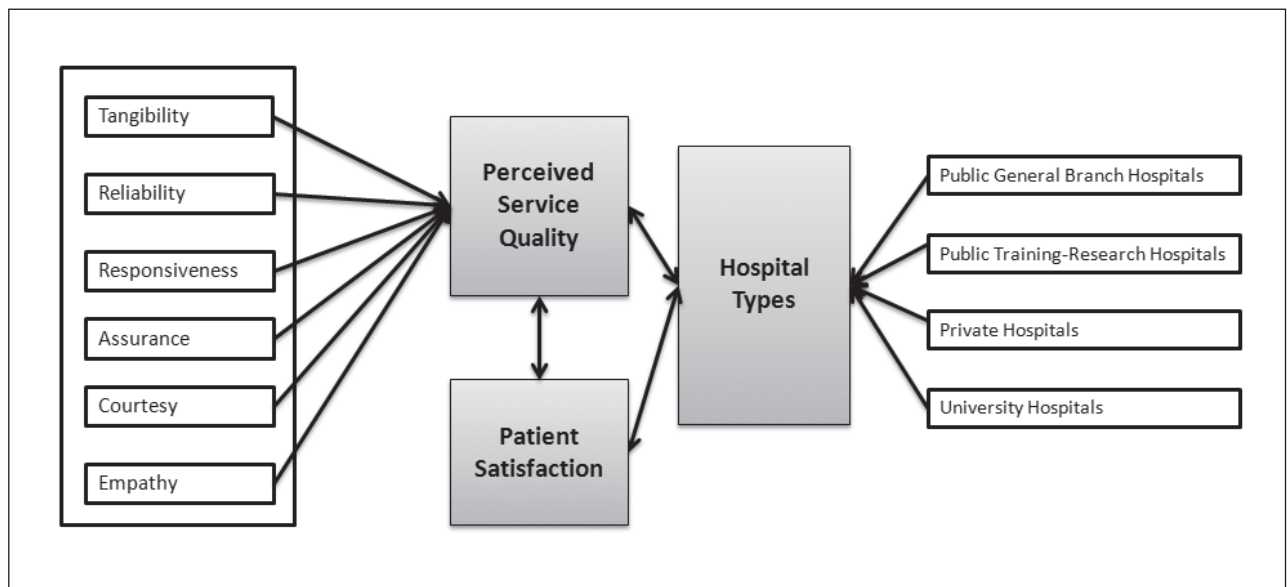 Tangibility
Reliability
Responsiveness
Assurance
Courtesy
Empathy
Perceived
Service
Quality
Patient
Satisfaction
Hospital
Types
Public General Branch Hospitals
Public Training-Research Hospitals
Private Hospitals
University Hospitals